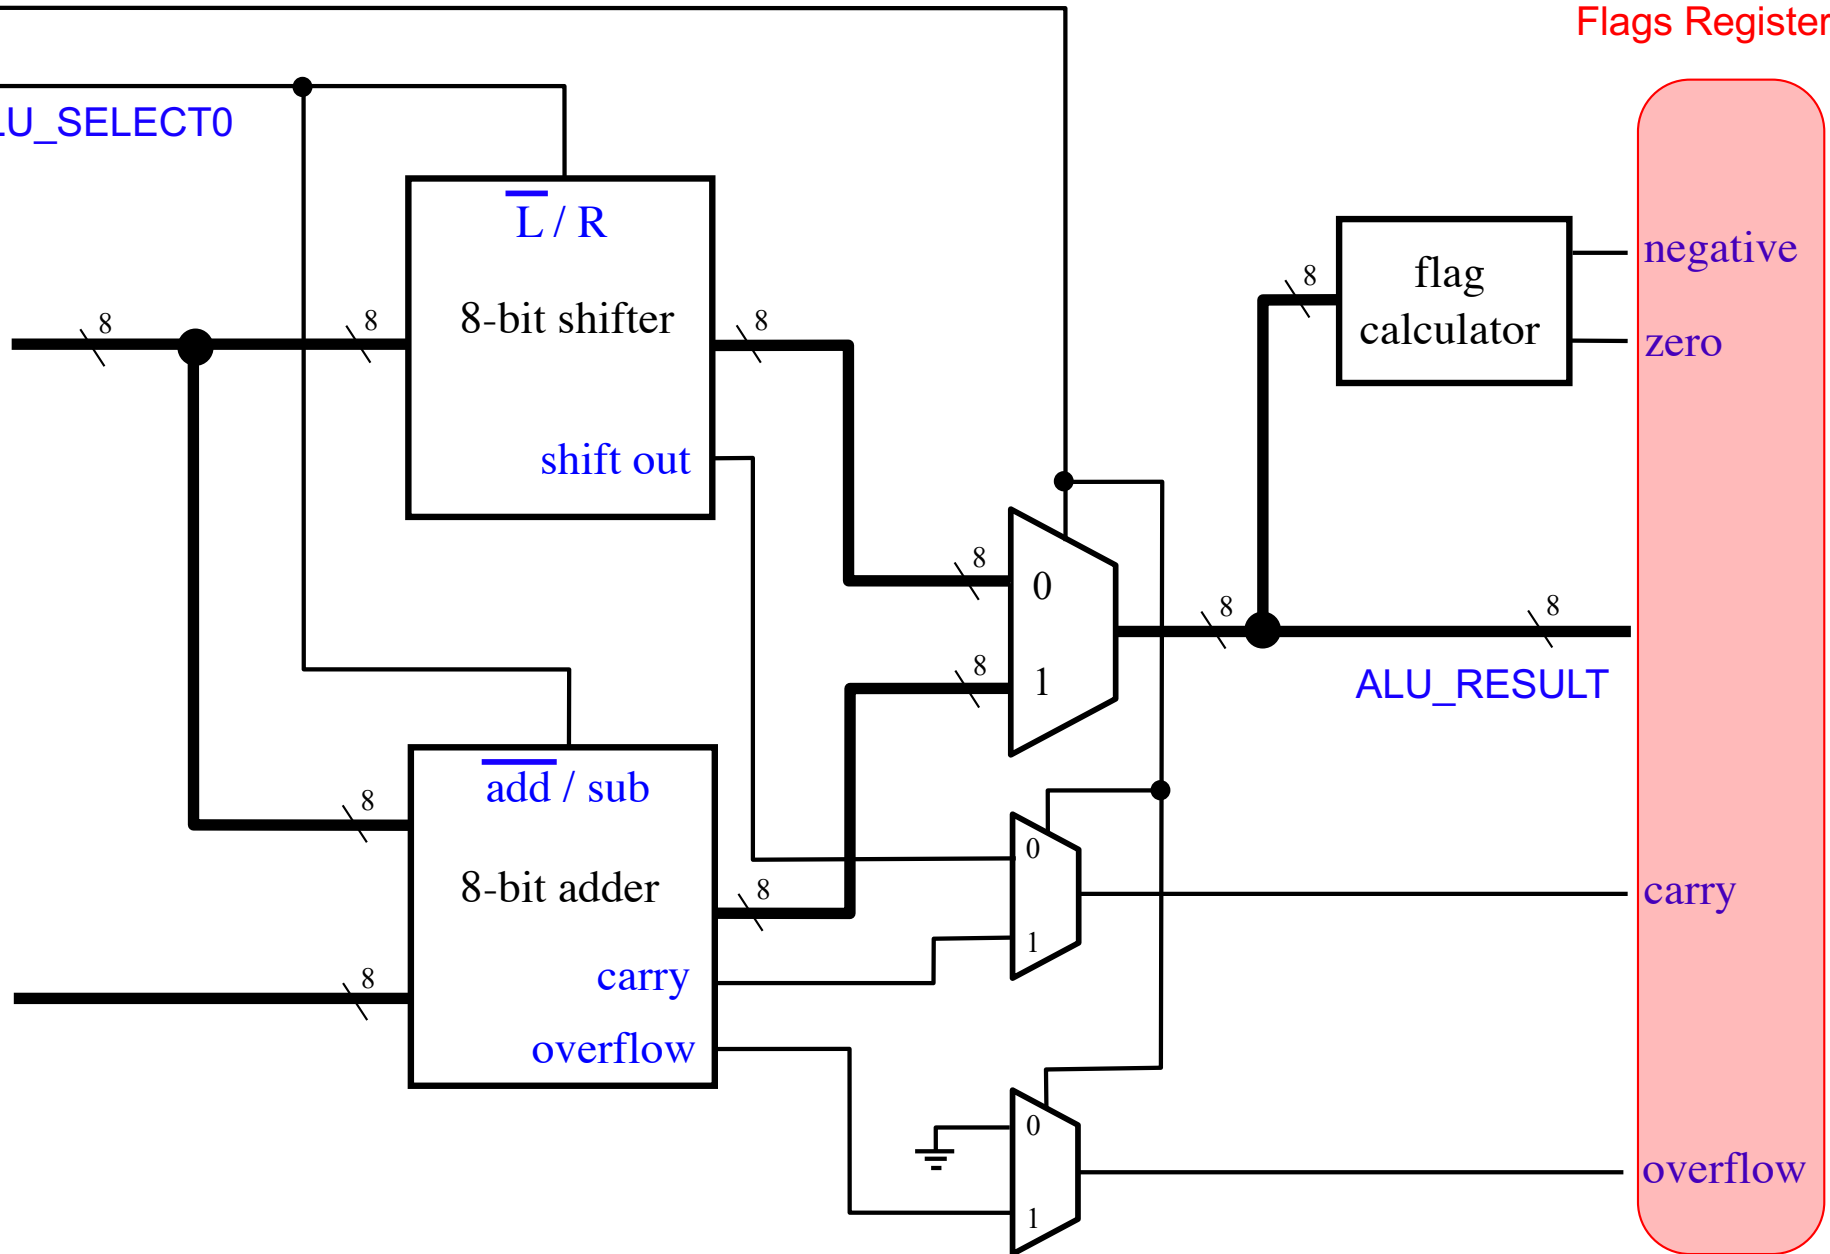 Flags Register
LU_SELECT0
L / R
8-bit shifter
shift out
8
8
8
flag
calculator
8
negative
zero
8
0
8
1
8
8
ALU_RESULT
add / sub
8-bit adder
carry
overflow
8
8
8
0
1
carry
0
1
overflow